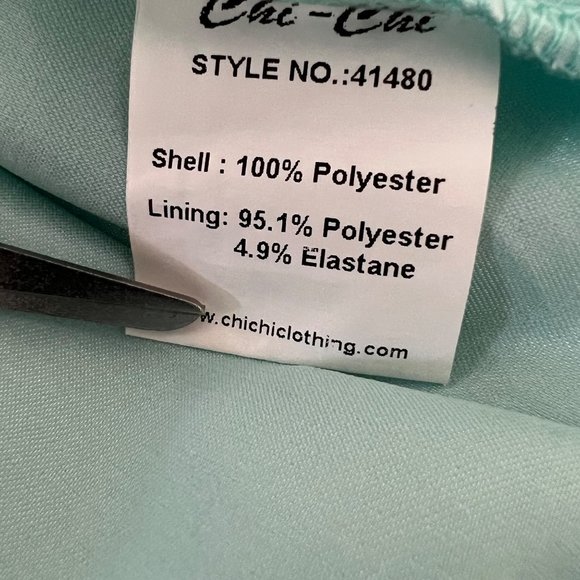 Chi-Chi
STYLE NO.:41480
Shell : 100% Polyester
Lining: 95.1% Polyester
4.9% Elastane
w.chichiclothing.com